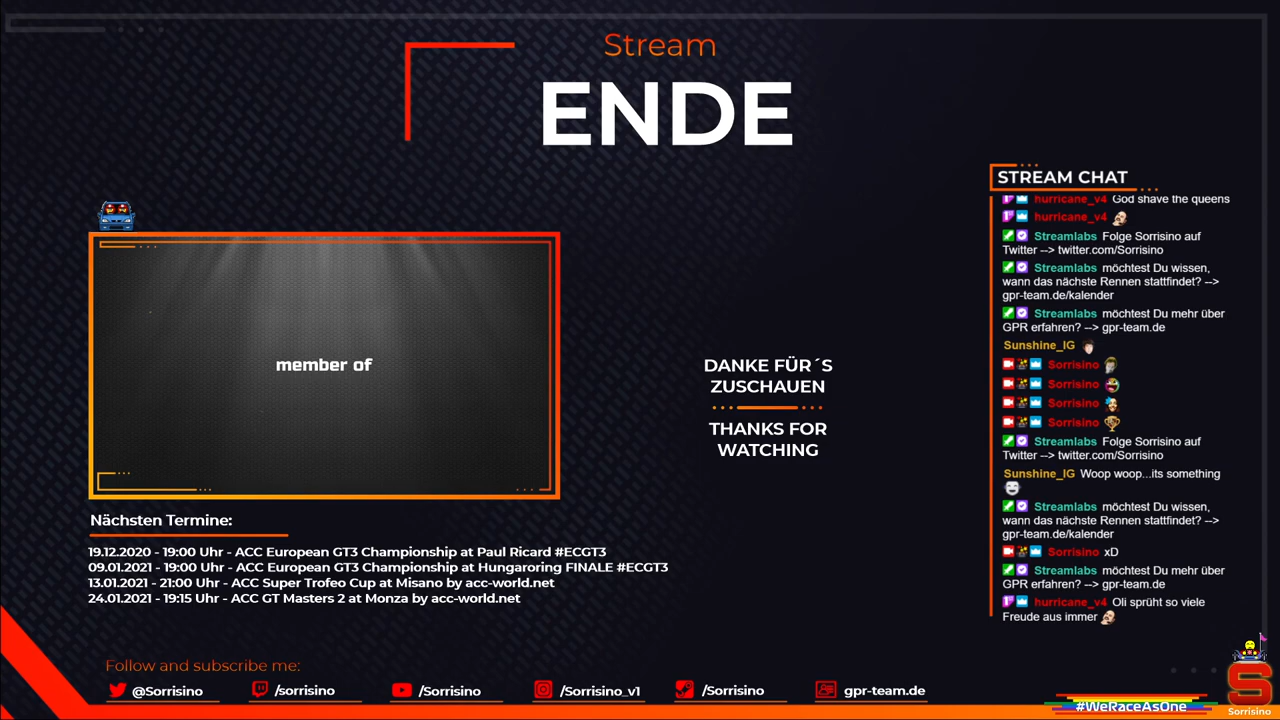 Stream
ENDE
STREAM CHAT
hurricane_v4 God shave the queens
hurricane_v4
Streamlabs Folge Sorrisino auf
Twitter --> twitter.com/Sorrisino
Streamlabs möchtest Du wissen,
wann das nächste Rennen stattfindet? -->
gpr-team.de/kalender
Streamlabs möchtest Du mehr über
GPR erfahren? --> gpr-team.de
Sunshine_IG
Sorrisino
Sorrisino
Sorrisino
Sorrisino
Streamlabs Folge Sorrisino auf
Twitter --> twitter.com/Sorrisino
Sunshine_IG Woop woop...its something
Streamlabs möchtest Du wissen,
wann das nächste Rennen stattfindet? -->
gpr-team.de/kalender
Sorrisino xD
Streamlabs möchtest Du mehr über
GPR erfahren? --> gpr-team.de
hurricane_v4 Oli sprüht so viele
Freude aus immer
member of
DANKE FÜR´S
ZUSCHAUEN
THANKS FOR
WATCHING
Nächsten Termine:
19.12.2020 - 19:00 Uhr - ACC European GT3 Championship at Paul Ricard #ECGT3
09.01.2021 - 19:00 Uhr - ACC European GT3 Championship at Hungaroring FINALE #ECGT3
13.01.2021 - 21:00 Uhr - ACC Super Trofeo Cup at Misano by acc-world.net
24.01.2021 - 19:15 Uhr - ACC GT Masters 2 at Monza by acc-world.net
Follow and subscribe me:
@Sorrisino
/sorrisino
/Sorrisino
/Sorrisino_v1
/Sorrisino
gpr-team.de
#WeRaceAsOne
S
Sorrisino